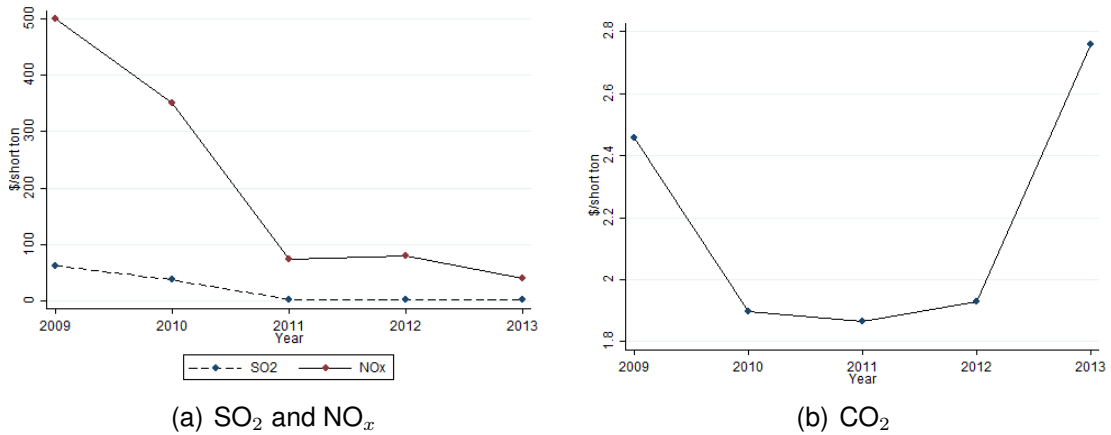 500
400
300
200
100
0
$/short ton
2009 2010 2011 2012 2013
Year
SO2 NOx
(a) SO₂ and NOₓ
2.8
2.6
2.4
2.2
2
1.8
$/short ton
2009 2010 2011 2012 2013
Year
(b) CO₂